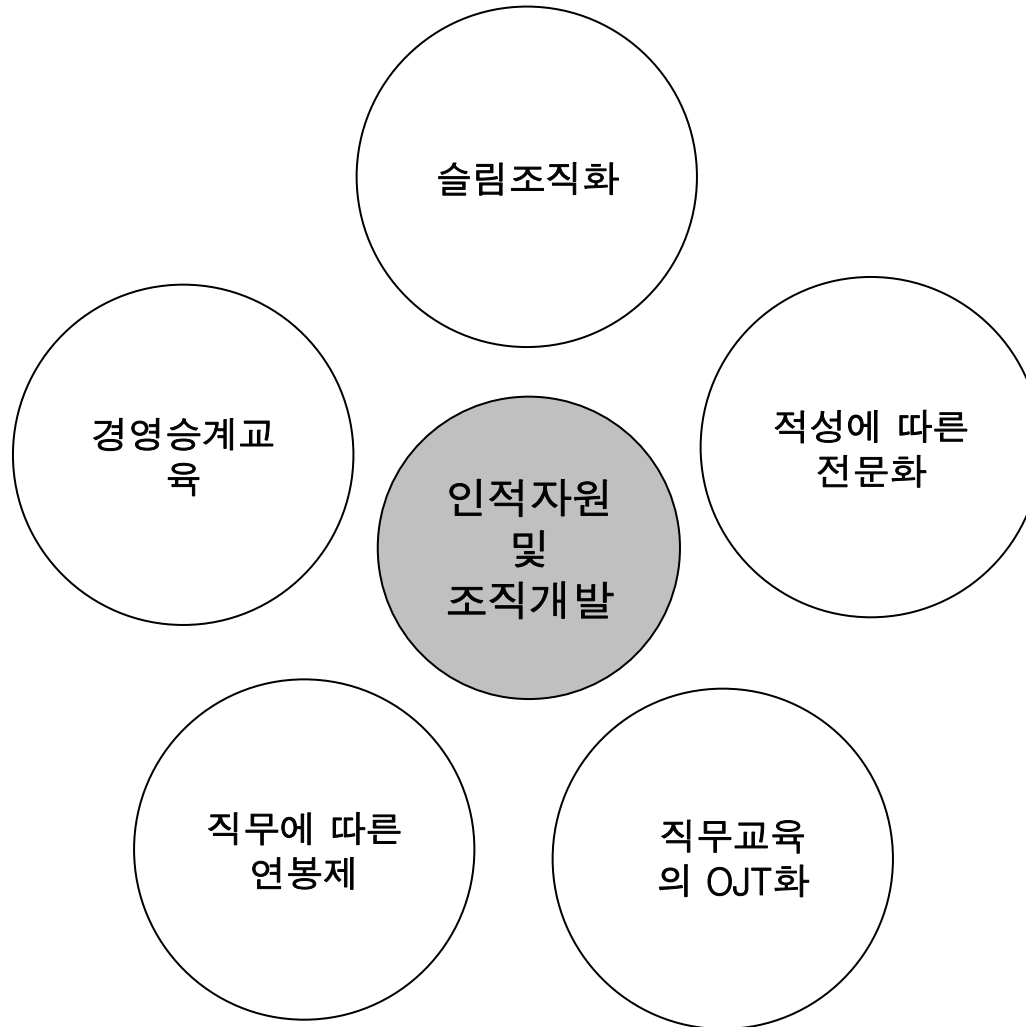 슬림조직화
경영승계교
육
적성에 따른
전문화
인적자원
및
조직개발
직무에 따른
연봉제
직무교육
의 OJT화